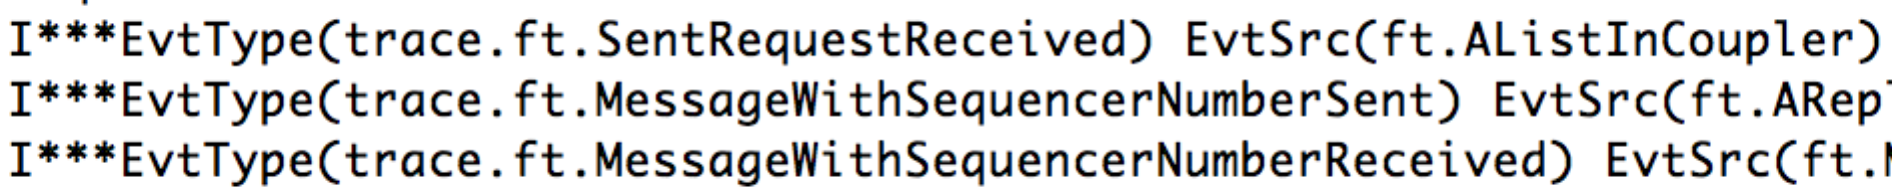 I***EvtType(trace.ft.SentRequestReceived) EvtSrc(ft.AListInCoupler)
I***EvtType(trace.ft.MessageWithSequencerNumberSent) EvtSrc(ft.ARep
I***EvtType(trace.ft.MessageWithSequencerNumberReceived) EvtSrc(ft.